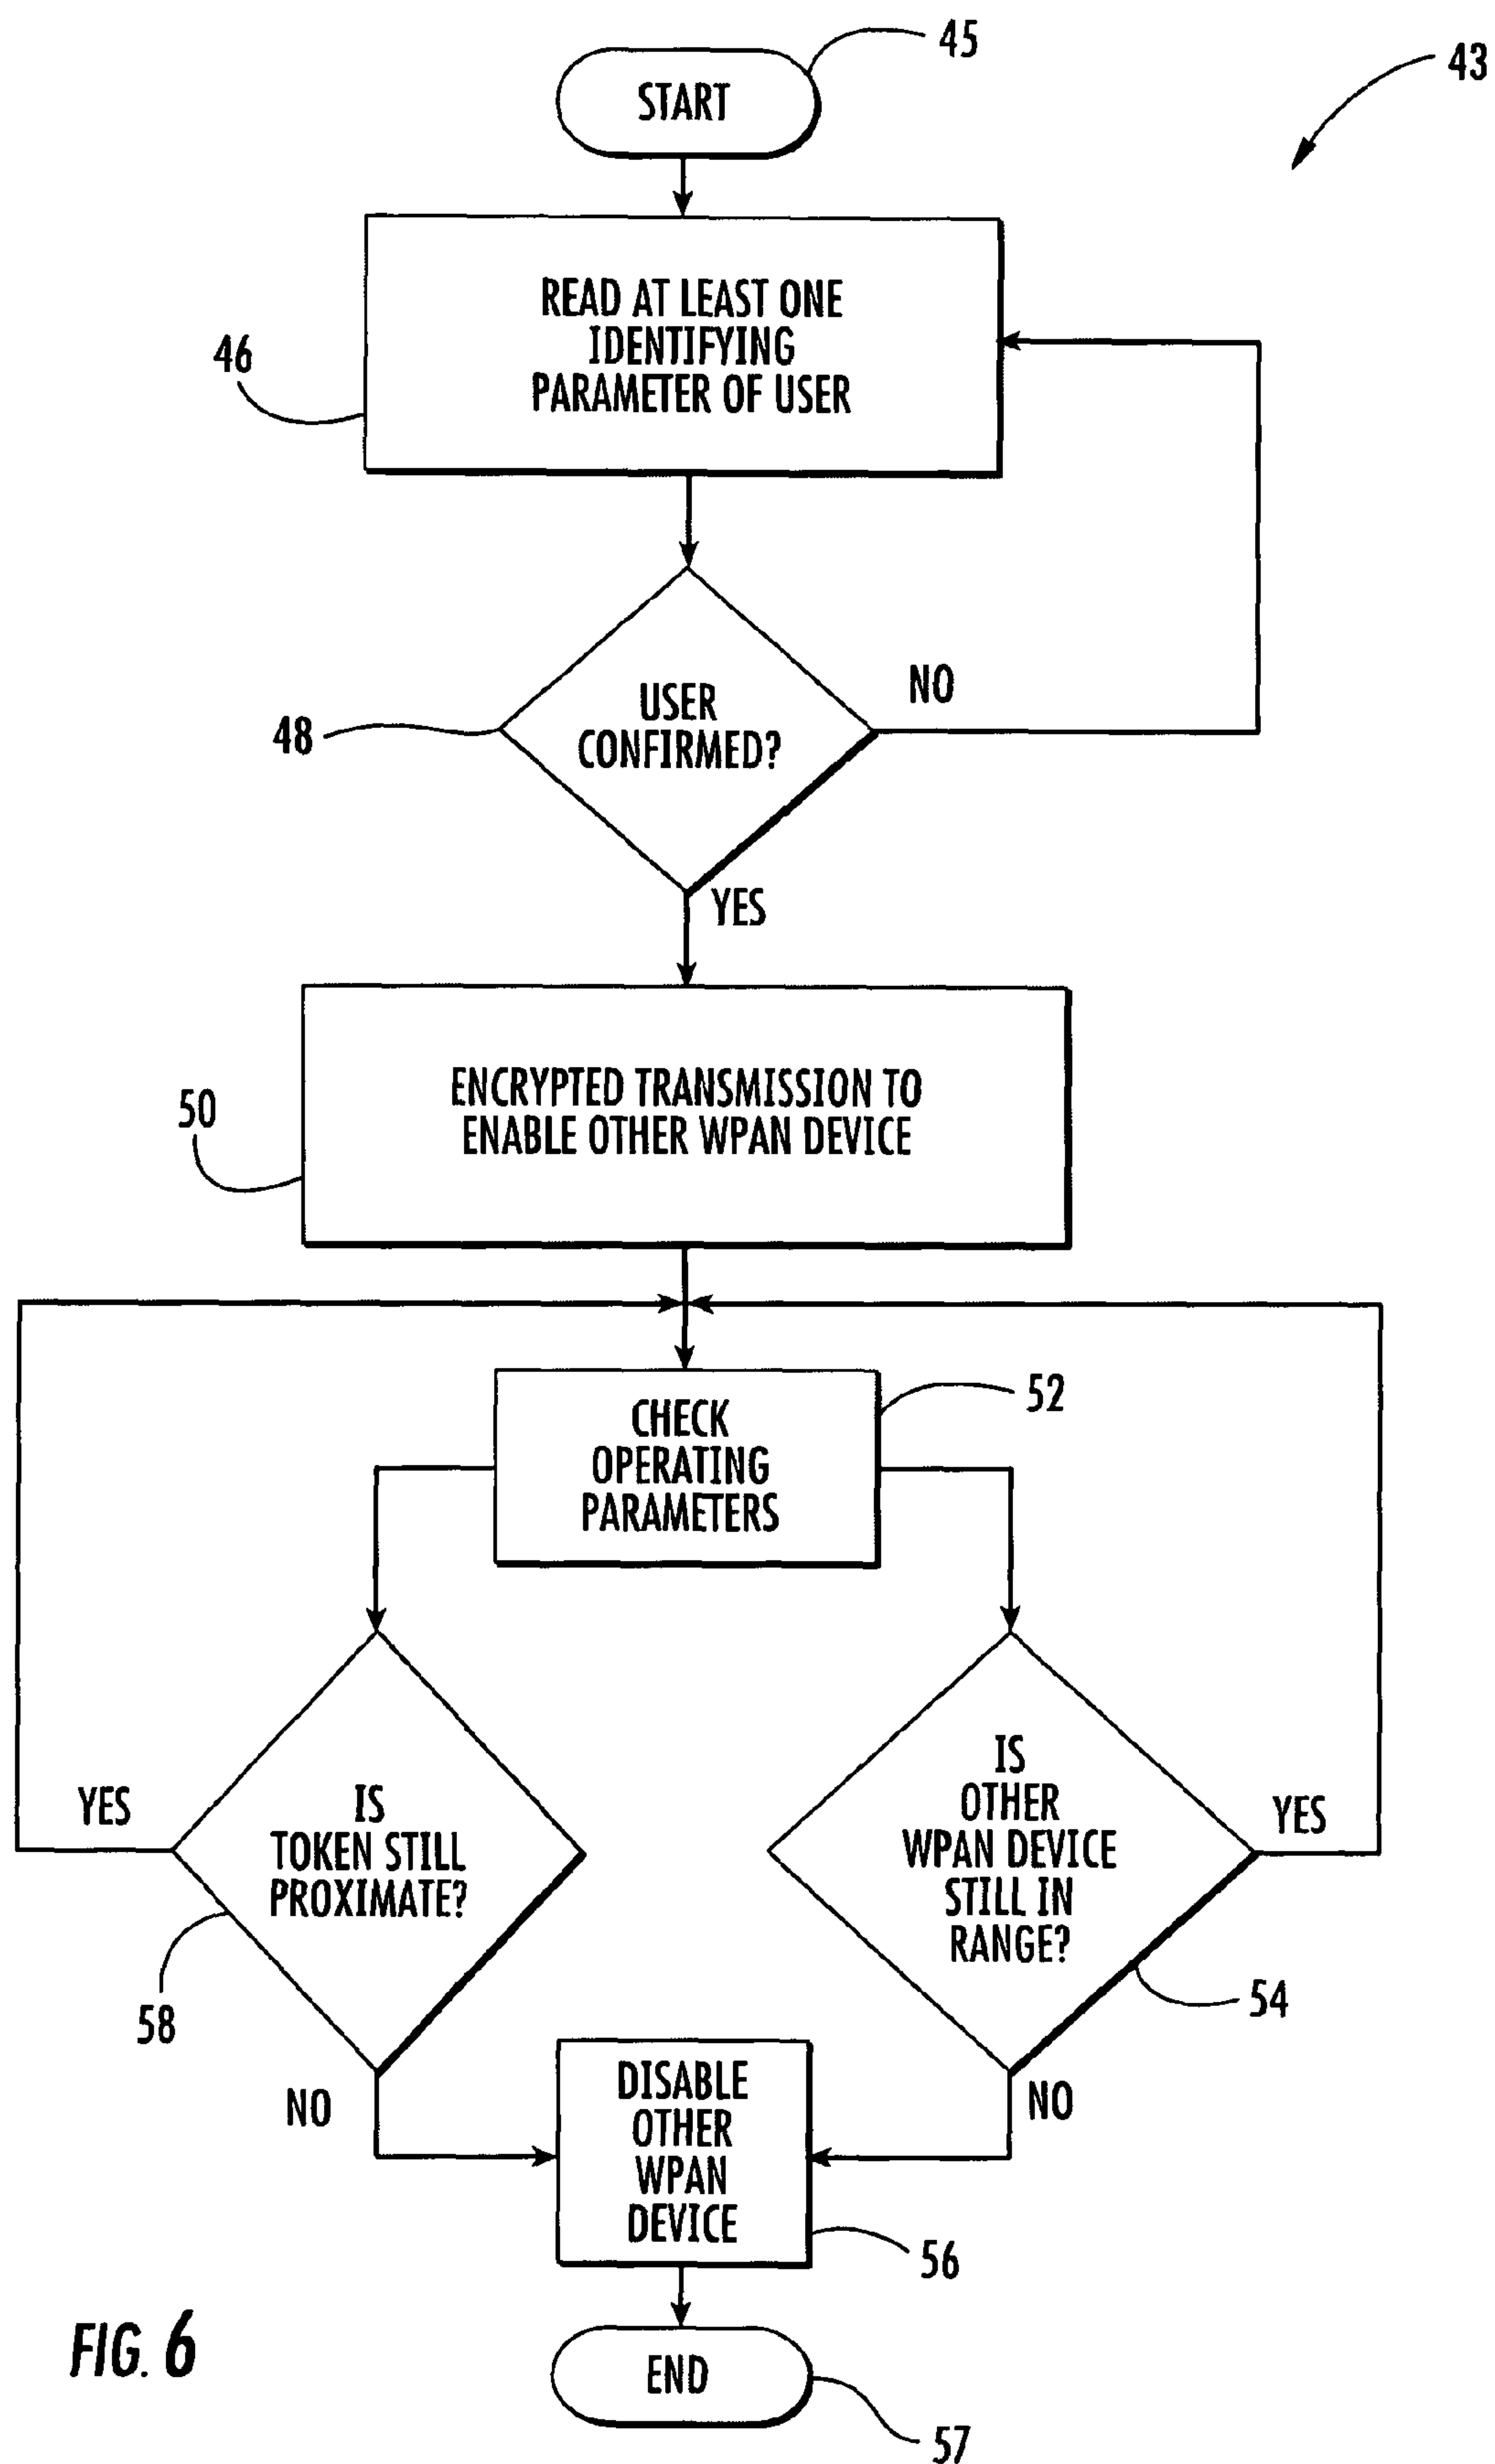 45
43
START
READ AT LEAST ONE
IDENTIFYING
PARAMETER OF USER
46
USER
CONFIRMED?
NO
48
YES
ENCRYPTED TRANSMISSION TO
ENABLE OTHER WPAN DEVICE
50
CHECK
OPERATING
PARAMETERS
52
IS
TOKEN STILL
PROXIMATE?
YES
58
NO
IS
OTHER
WPAN DEVICE
STILL IN
RANGE?
YES
54
NO
DISABLE
OTHER
WPAN
DEVICE
56
END
57
FIG. 6